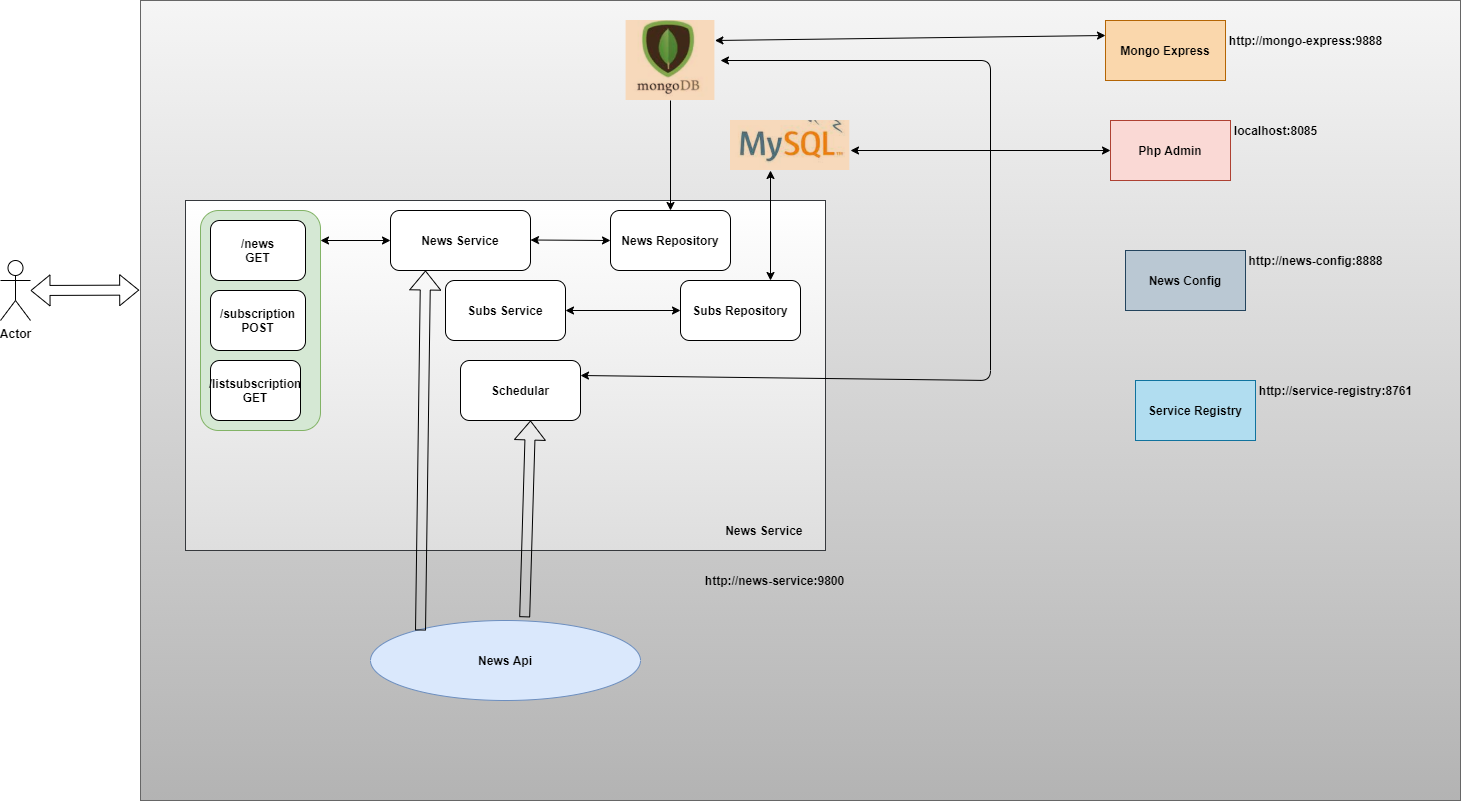 mongoDB
Mongo Express
http://mongo-express:9888
MySQL
Php Admin
localhost:8085
/news
GET
News Service
News Repository
/subscription
POST
Subs Service
Subs Repository
/listsubscription
GET
Schedular
News Config
http://news-config:8888
Service Registry
http://service-registry:8761
Actor
News Service
http://news-service:9800
News Api